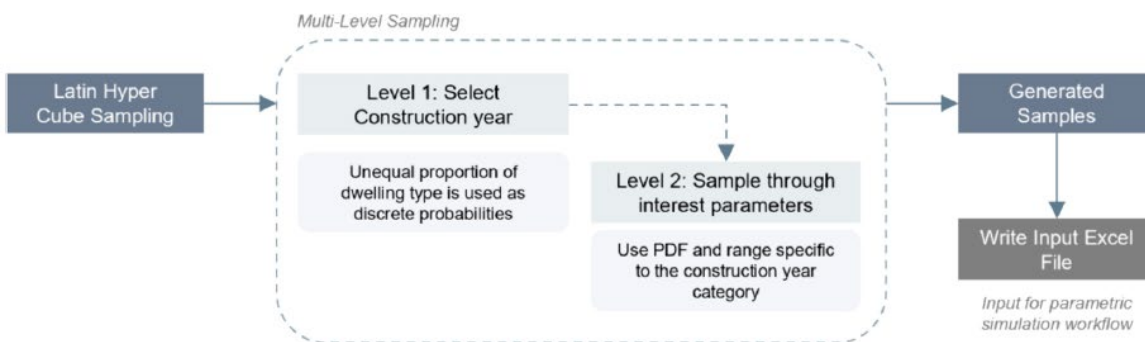 Multi-Level Sampling
Latin Hyper
Cube Sampling
Level 1: Select
Construction year
Unequal proportion of
dwelling type is used as
discrete probabilities
Level 2: Sample through
interest parameters
Use PDF and range specific
to the construction year
category
Generated
Samples
Write Input Excel
File
Input for parametric
simulation workflow